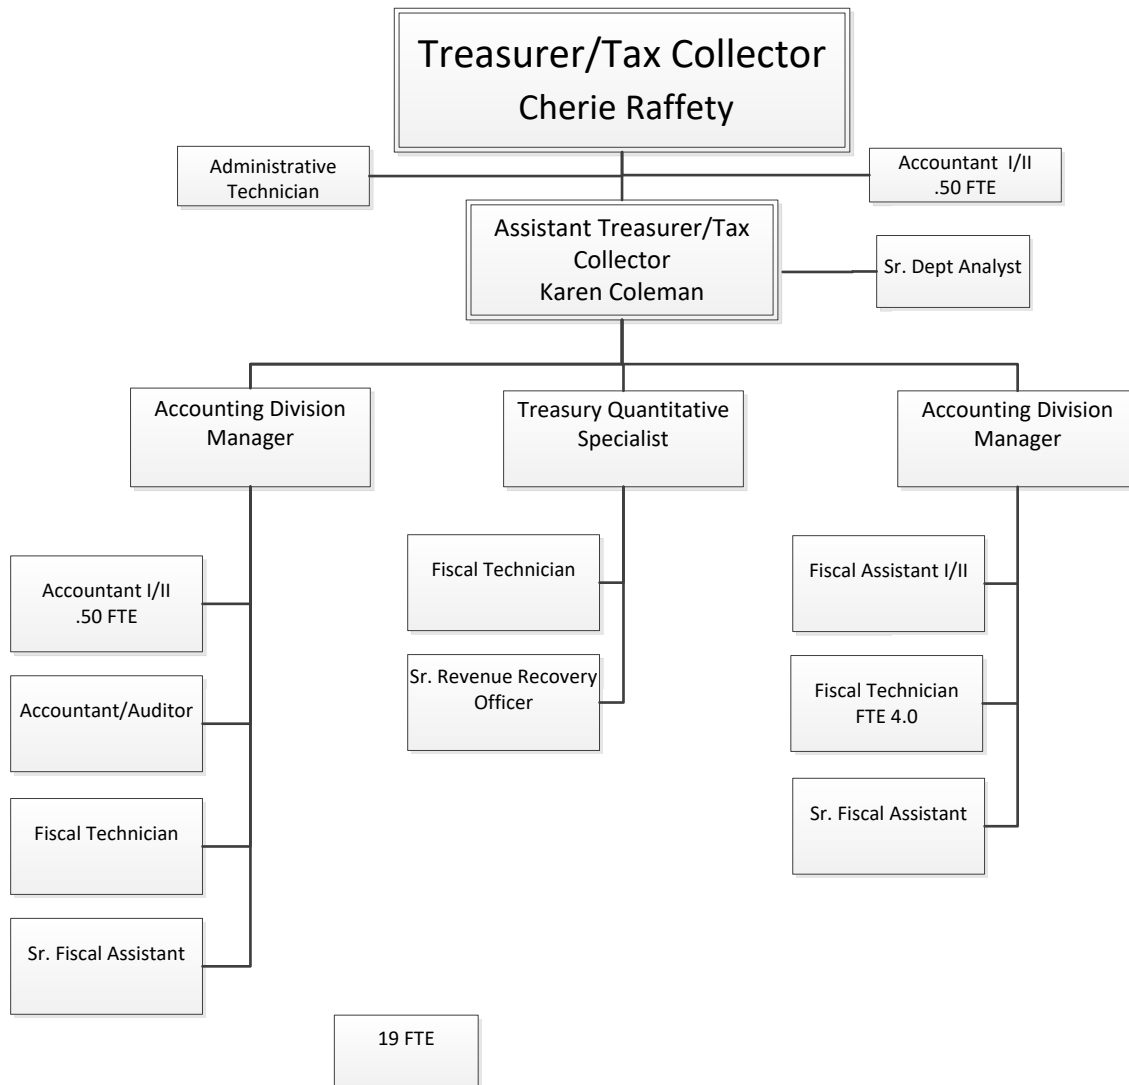 Treasurer/Tax Collector
Cherie Raffety
Administrative
Technician
Accountant I/II
.50 FTE
Assistant Treasurer/Tax
Collector
Karen Coleman
Sr. Dept Analyst
Accounting Division
Manager
Treasury Quantitative
Specialist
Accounting Division
Manager
Accountant I/II
.50 FTE
Accountant/Auditor
Fiscal Technician
Sr. Fiscal Assistant
Fiscal Technician
Sr. Revenue Recovery
Officer
Fiscal Assistant I/II
Fiscal Technician
FTE 4.0
Sr. Fiscal Assistant
19 FTE